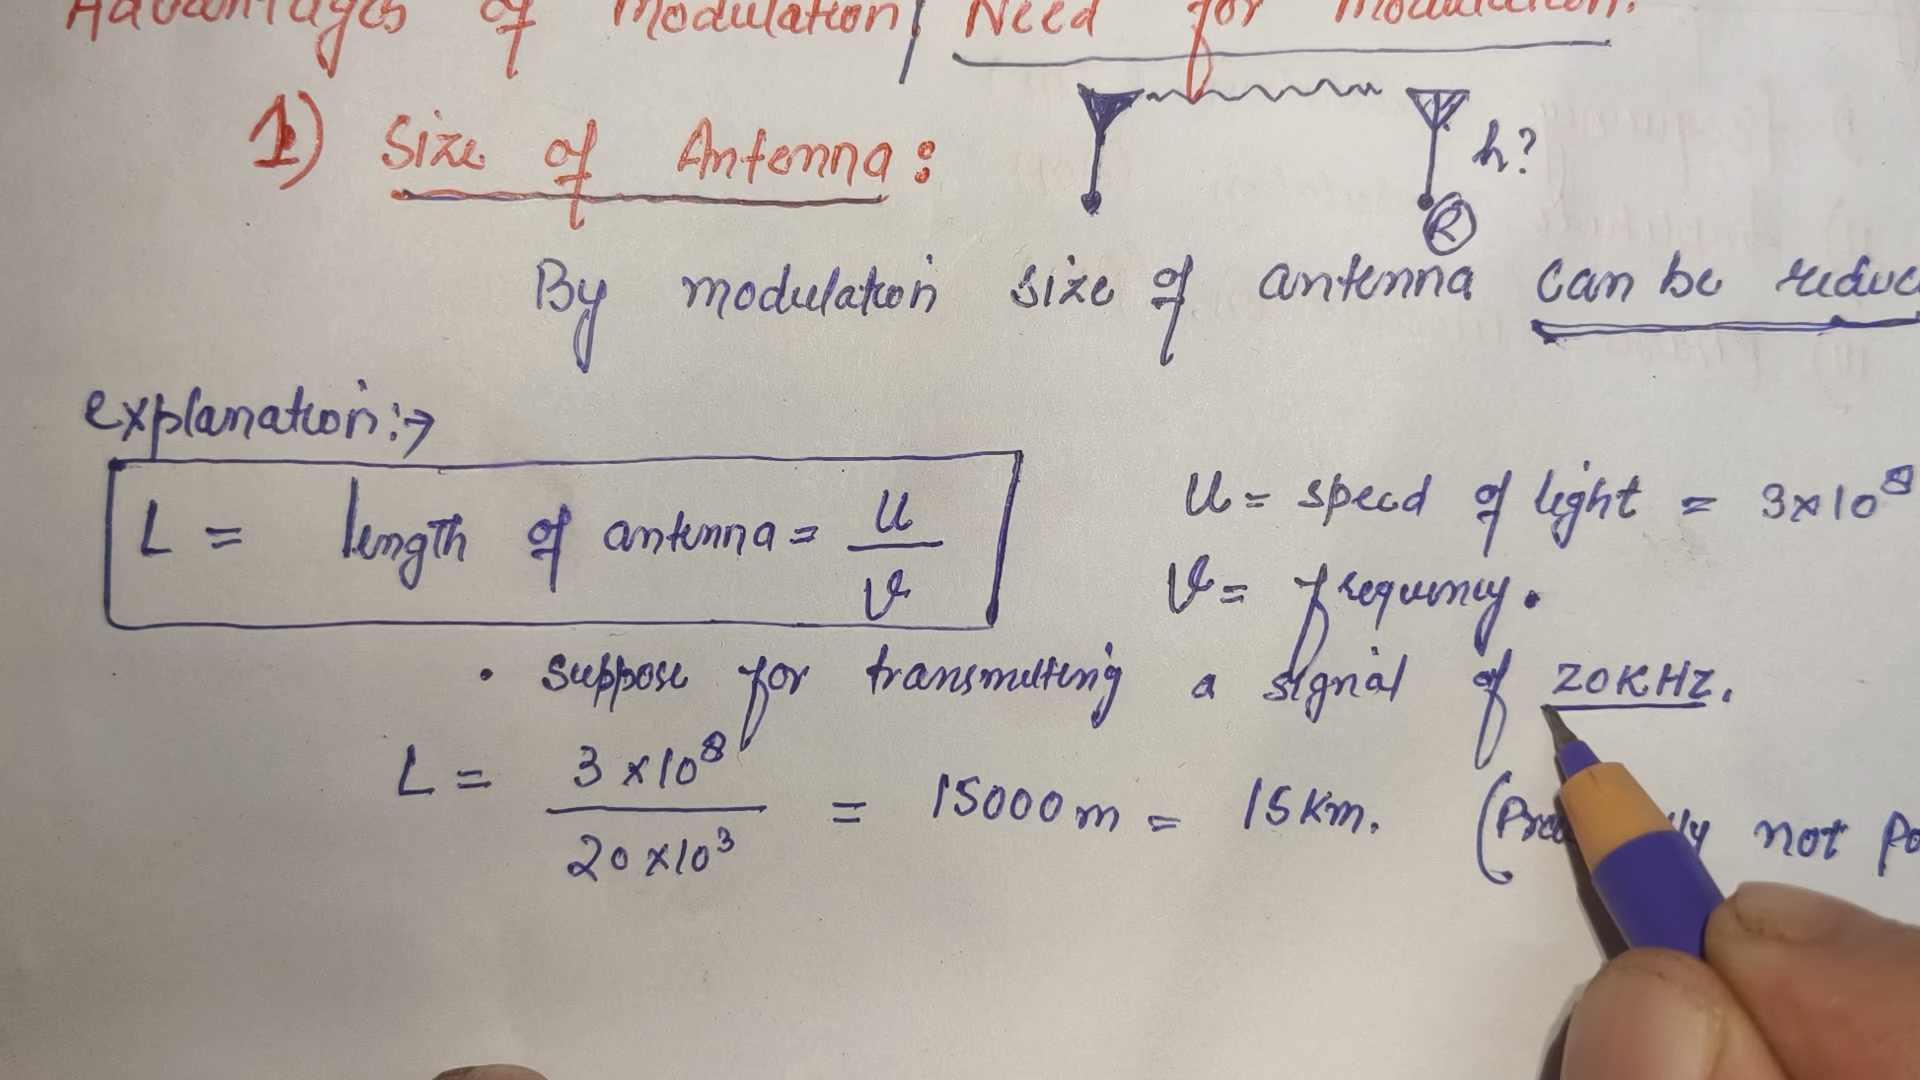 Advantages of Modulation/ Need for Modulation.
1) Size of Antenna:
h?
R
By modulation size of antenna can be reduc
explanation:→
L = length of antenna = u/v
u = speed of light = 3×10⁸
v = frequency.
• Suppose for transmitting a signal of 20KHZ.
L = 3×10⁸ / 20×10³ = 15000m = 15Km. ( not Po